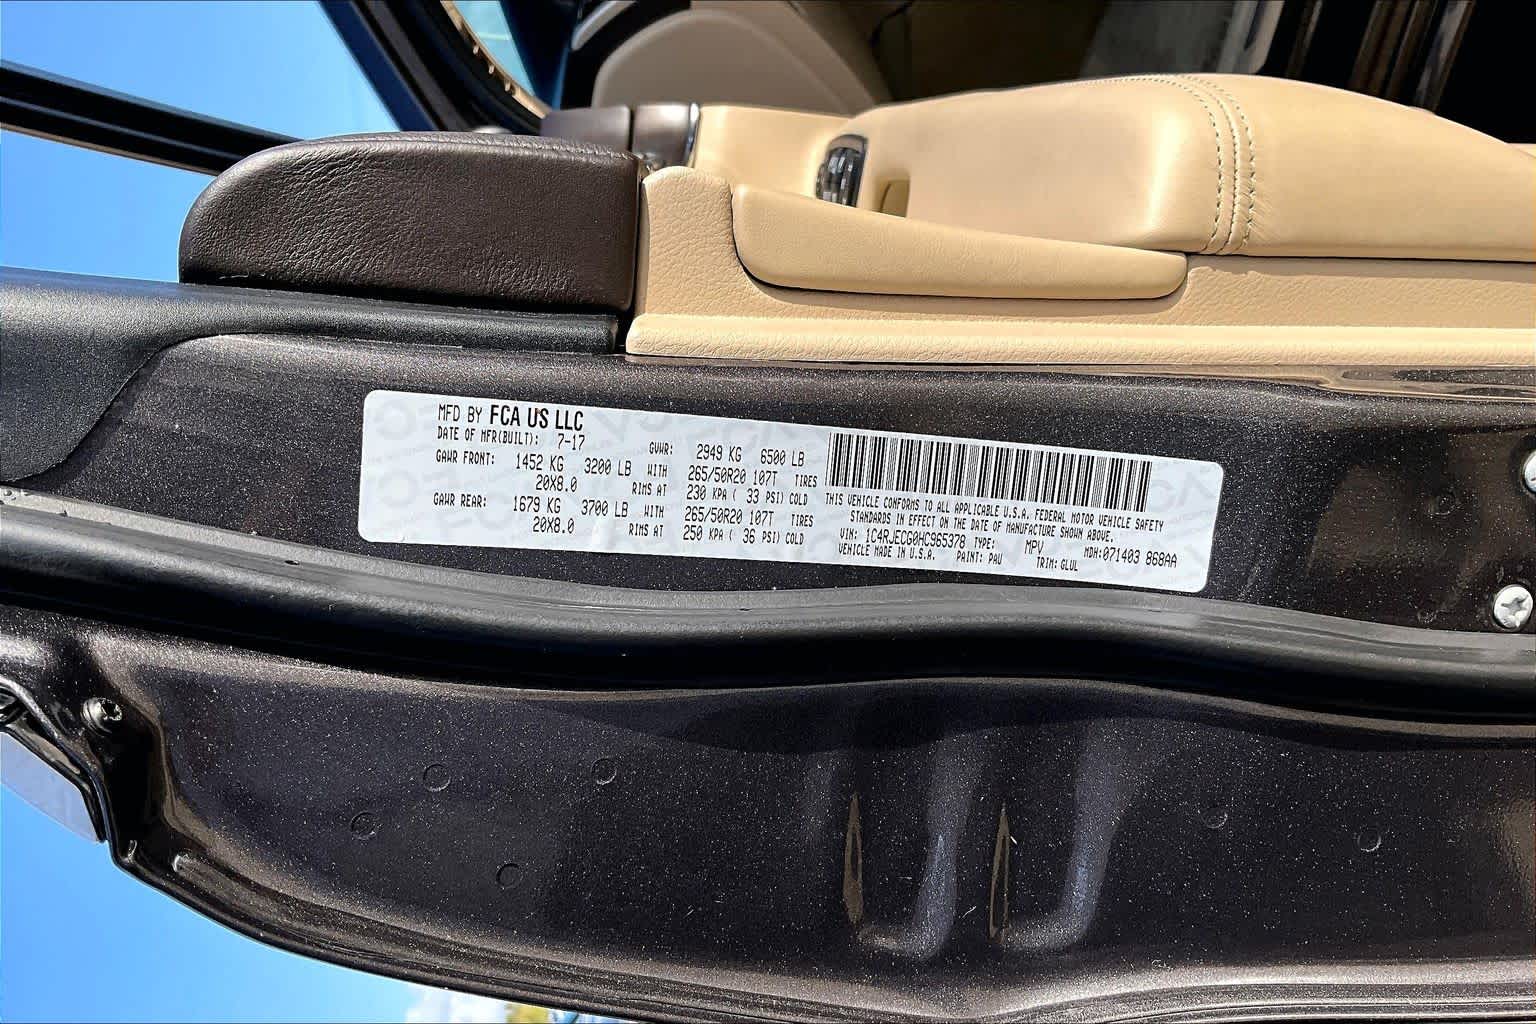 MFD BY FCA US LLC
DATE OF MFR(BUILT): 7-17 GVWR: 2949 KG 6500 LB
GAWR FRONT: 1452 KG 3200 LB WITH 265/50R20 107T TIRES
20X8.0 RIMS AT 230 KPA ( 33 PSI) COLD
GAWR REAR: 1679 KG 3700 LB WITH 265/50R20 107T TIRES
20X8.0 RIMS AT 250 KPA ( 36 PSI) COLD
THIS VEHICLE CONFORMS TO ALL APPLICABLE U.S.A. FEDERAL MOTOR VEHICLE SAFETY
STANDARDS IN EFFECT ON THE DATE OF MANUFACTURE SHOWN ABOVE.
VIN: 1C4RJECG0HC965378 TYPE: MPV MDH:071403 868AA
VEHICLE MADE IN U.S.A. PAINT: PAU TRIM: GLUL